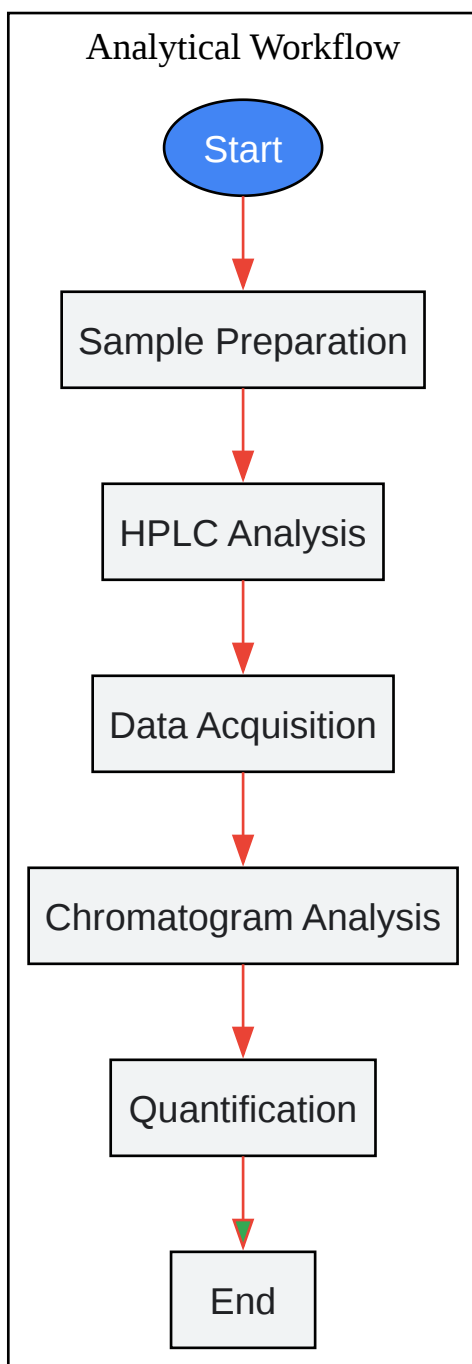 Analytical Workflow
Start
Sample Preparation
HPLC Analysis
Data Acquisition
Chromatogram Analysis
Quantification
End